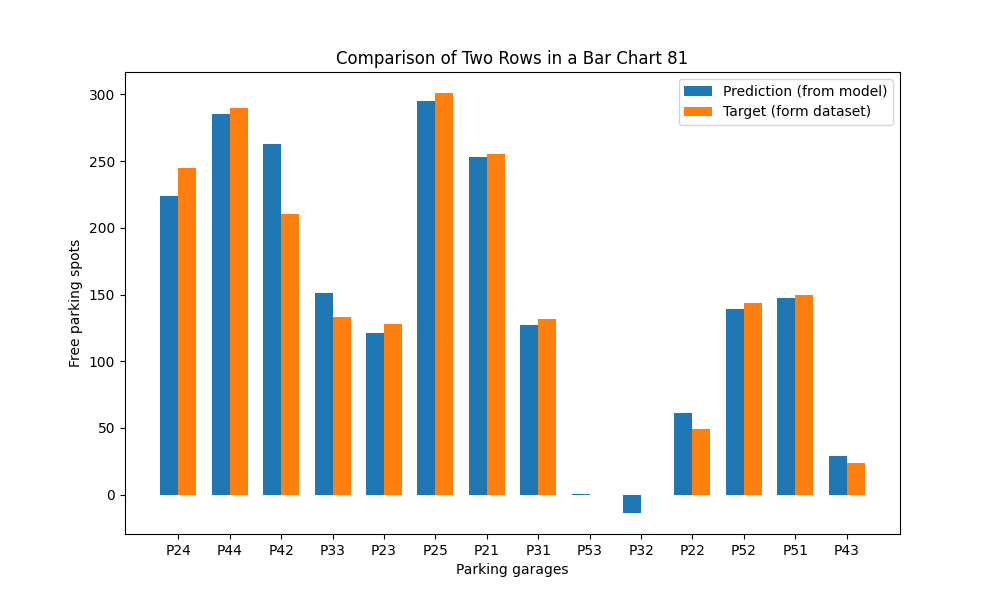 Comparison of Two Rows in a Bar Chart 81
Prediction (from model)
Target (form dataset)
Free parking spots
300
250
200
150
100
50
0
P24 P44 P42 P33 P23 P25 P21 P31 P53 P32 P22 P52 P51 P43
Parking garages